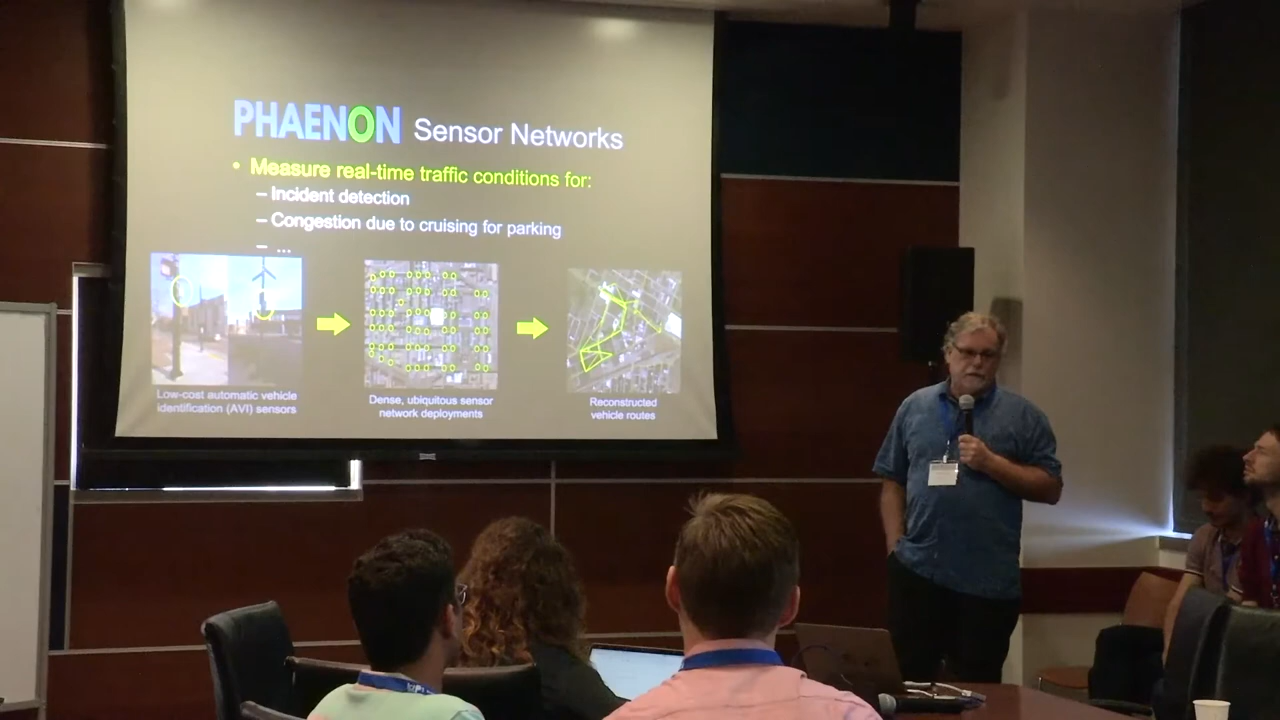 PHAENON Sensor Networks
• Measure real-time traffic conditions for:
– Incident detection
– Congestion due to cruising for parking
– ...
Low-cost automatic vehicle
identification (AVI) sensors
Dense, ubiquitous sensor
network deployments
Reconstructed
vehicle routes